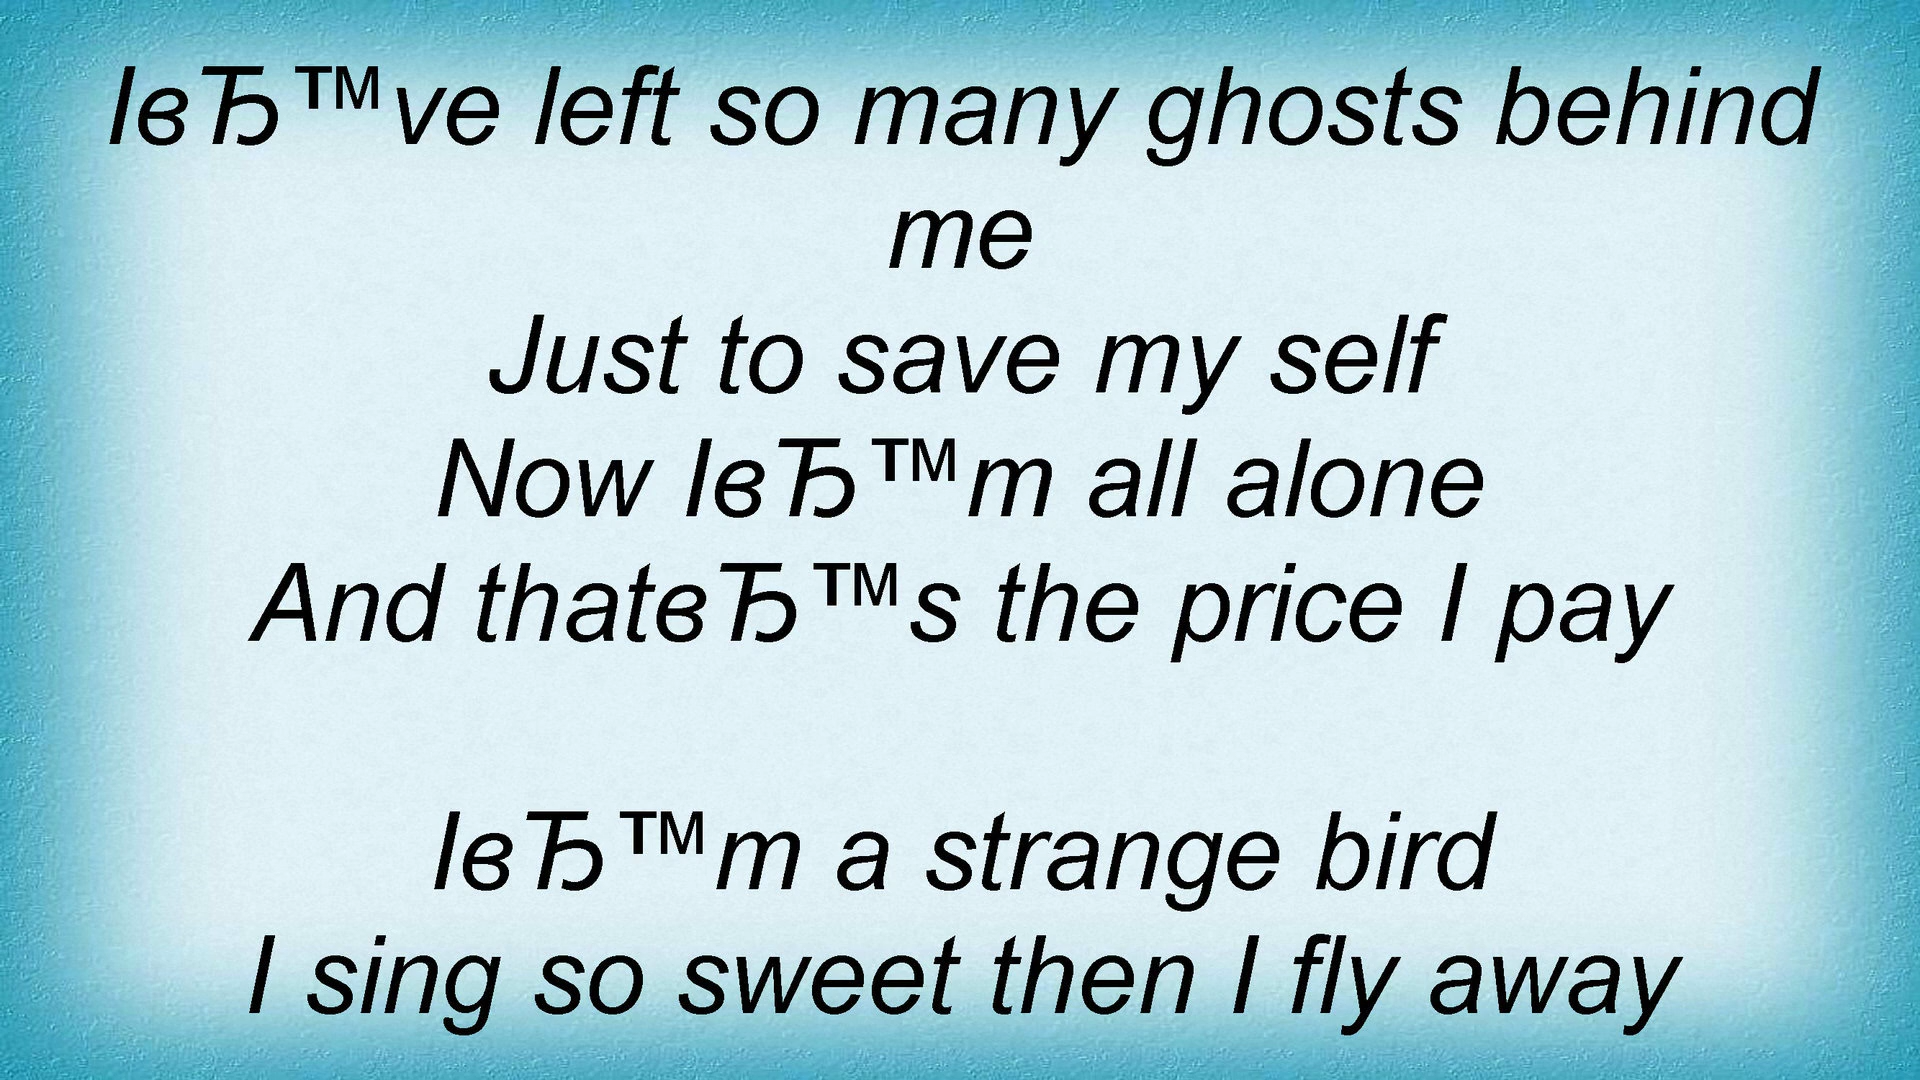 IвЂ™ve left so many ghosts behind
me
Just to save my self
Now IвЂ™m all alone
And thatвЂ™s the price I pay
IвЂ™m a strange bird
I sing so sweet then I fly away